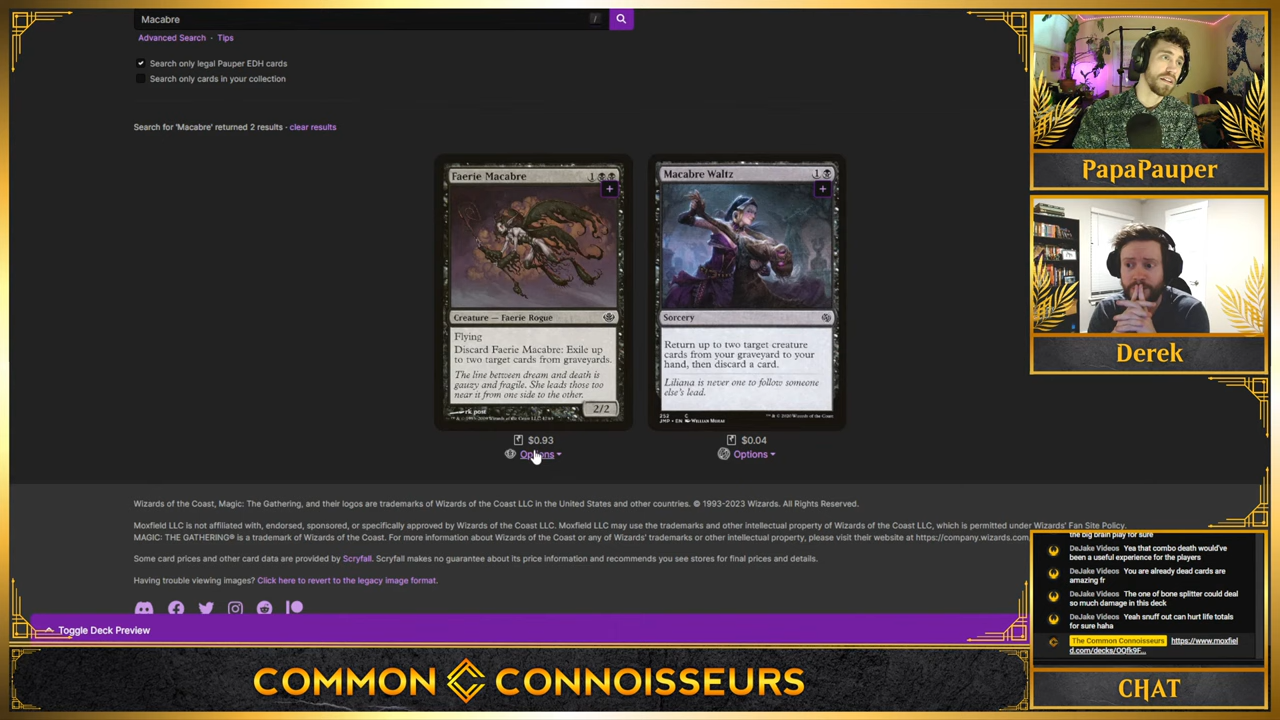 Macabre
/
Advanced Search · Tips
Search only legal Pauper EDH cards
Search only cards in your collection
Search for 'Macabre' returned 2 results · clear results
Faerie Macabre 1
+
Creature — Faerie Rogue
Flying
Discard Faerie Macabre: Exile up
to two target cards from graveyards.
The line between dream and death is
gauzy and fragile. She leads those too
near it from one side to the other.
2/2
$0.93
Options
Macabre Waltz 1
+
Sorcery
Return up to two target creature
cards from your graveyard to your
hand, then discard a card.
Liliana is never one to follow someone
else's lead.
$0.04
Options
Wizards of the Coast, Magic: The Gathering, and their logos are trademarks of Wizards of the Coast LLC in the United States and other countries. © 1993-2023 Wizards. All Rights Reserved.
Moxfield LLC is not affiliated with, endorsed, sponsored, or specifically approved by Wizards of the Coast LLC. Moxfield LLC may use the trademarks and other intellectual property of Wizards of the Coast LLC, which is permitted under Wizards' Fan Site Policy.
MAGIC: THE GATHERING® is a trademark of Wizards of the Coast. For more information about Wizards of the Coast or any of Wizards' trademarks or other intellectual property, please visit their website at https://company.wizards.com
Some card prices and other card data are provided by Scryfall. Scryfall makes no guarantee about its price information and recommends you see stores for final prices and details.
Having trouble viewing images? Click here to revert to the legacy image format.
Toggle Deck Preview
COMMON CONNOISSEURS
PapaPauper
Derek
the big brain play for sure
DeJake Videos Yea that combo death would've
been a useful experience for the players
DeJake Videos You are already dead cards are
amazing fr
DeJake Videos The one of bone splitter could deal
so much damage in this deck
DeJake Videos Yeah snuff out can hurt life totals
for sure haha
The Common Connoisseurs https://www.moxfiel
CHAT